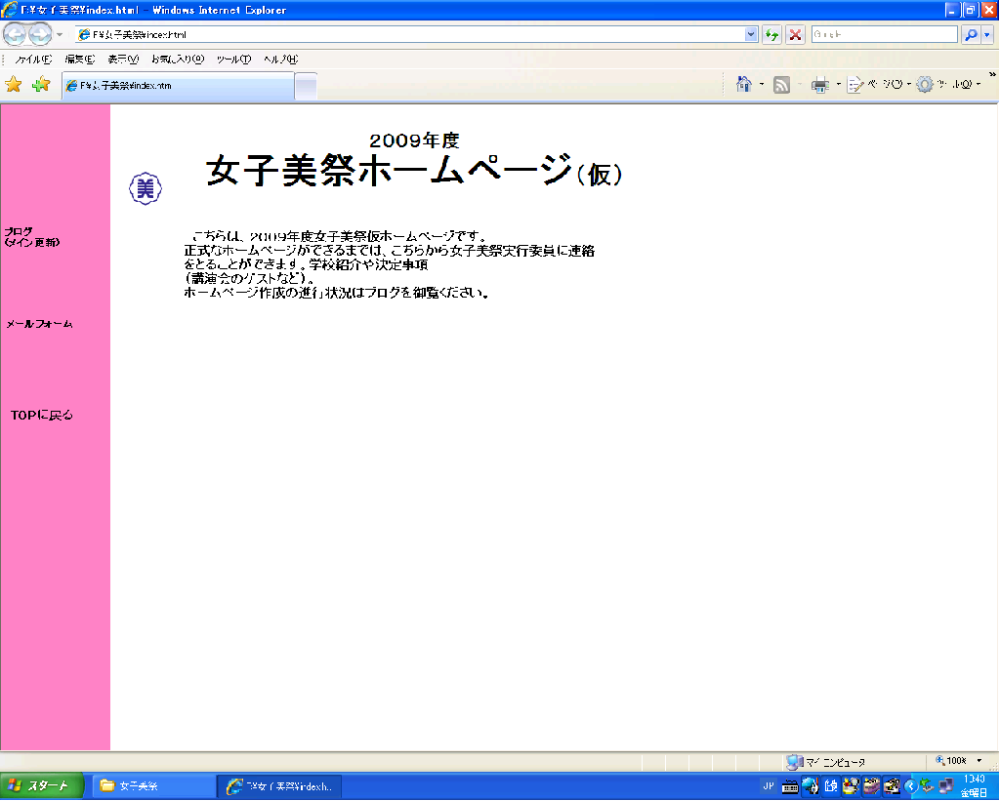 F:¥女子美祭¥index.html - Windows Internet Explorer
F:¥女子美祭¥index.html
Google
ファイル(F) 編集(E) 表示(V) お気に入り(A) ツール(T) ヘルプ(H)
F:¥女子美祭¥index.html
ページ(P) ツール(O)
2009年度
女子美祭ホームページ(仮)
美
ブログ
(メイン更新)
メールフォーム
TOPに戻る
こちらは、2009年度女子美祭仮ホームページです。
正式なホームページができるまでは、こちらから女子美祭実行委員に連絡
をとることができます。学校紹介や決定事項
(講演会のゲストなど)。
ホームページ作成の進行状況はブログを御覧ください。
マイ コンピュータ
100%
スタート
女子美祭
F:¥女子美祭¥index.h...
JP
金曜日